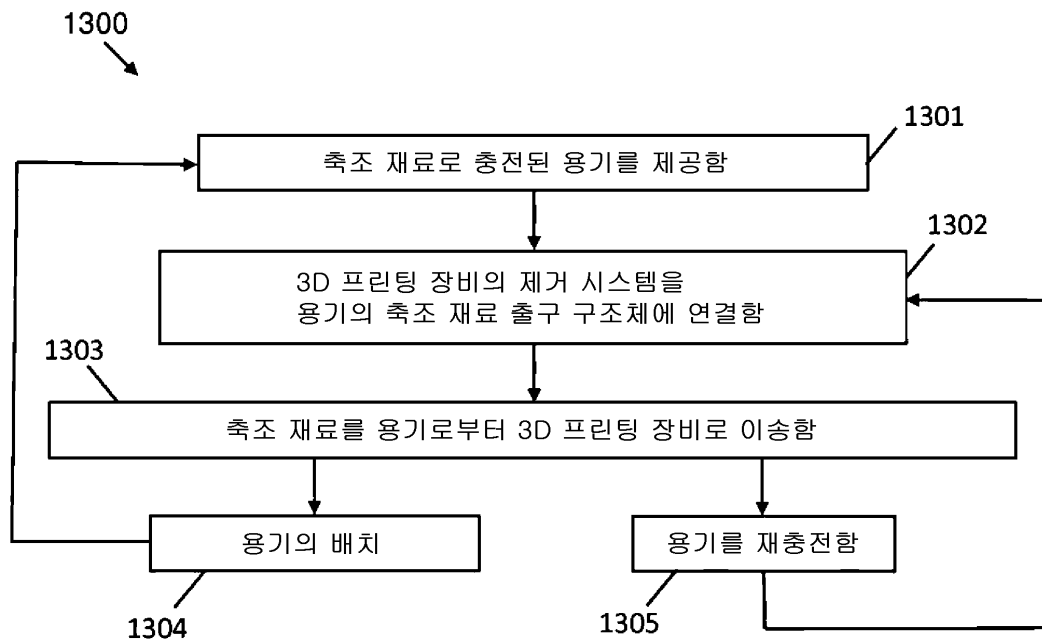 1300
1301
축조 재료로 충전된 용기를 제공함
1302
3D 프린팅 장비의 제거 시스템을
용기의 축조 재료 출구 구조체에 연결함
1303
축조 재료를 용기로부터 3D 프린팅 장비로 이송함
용기의 배치
용기를 재충전함
1304
1305